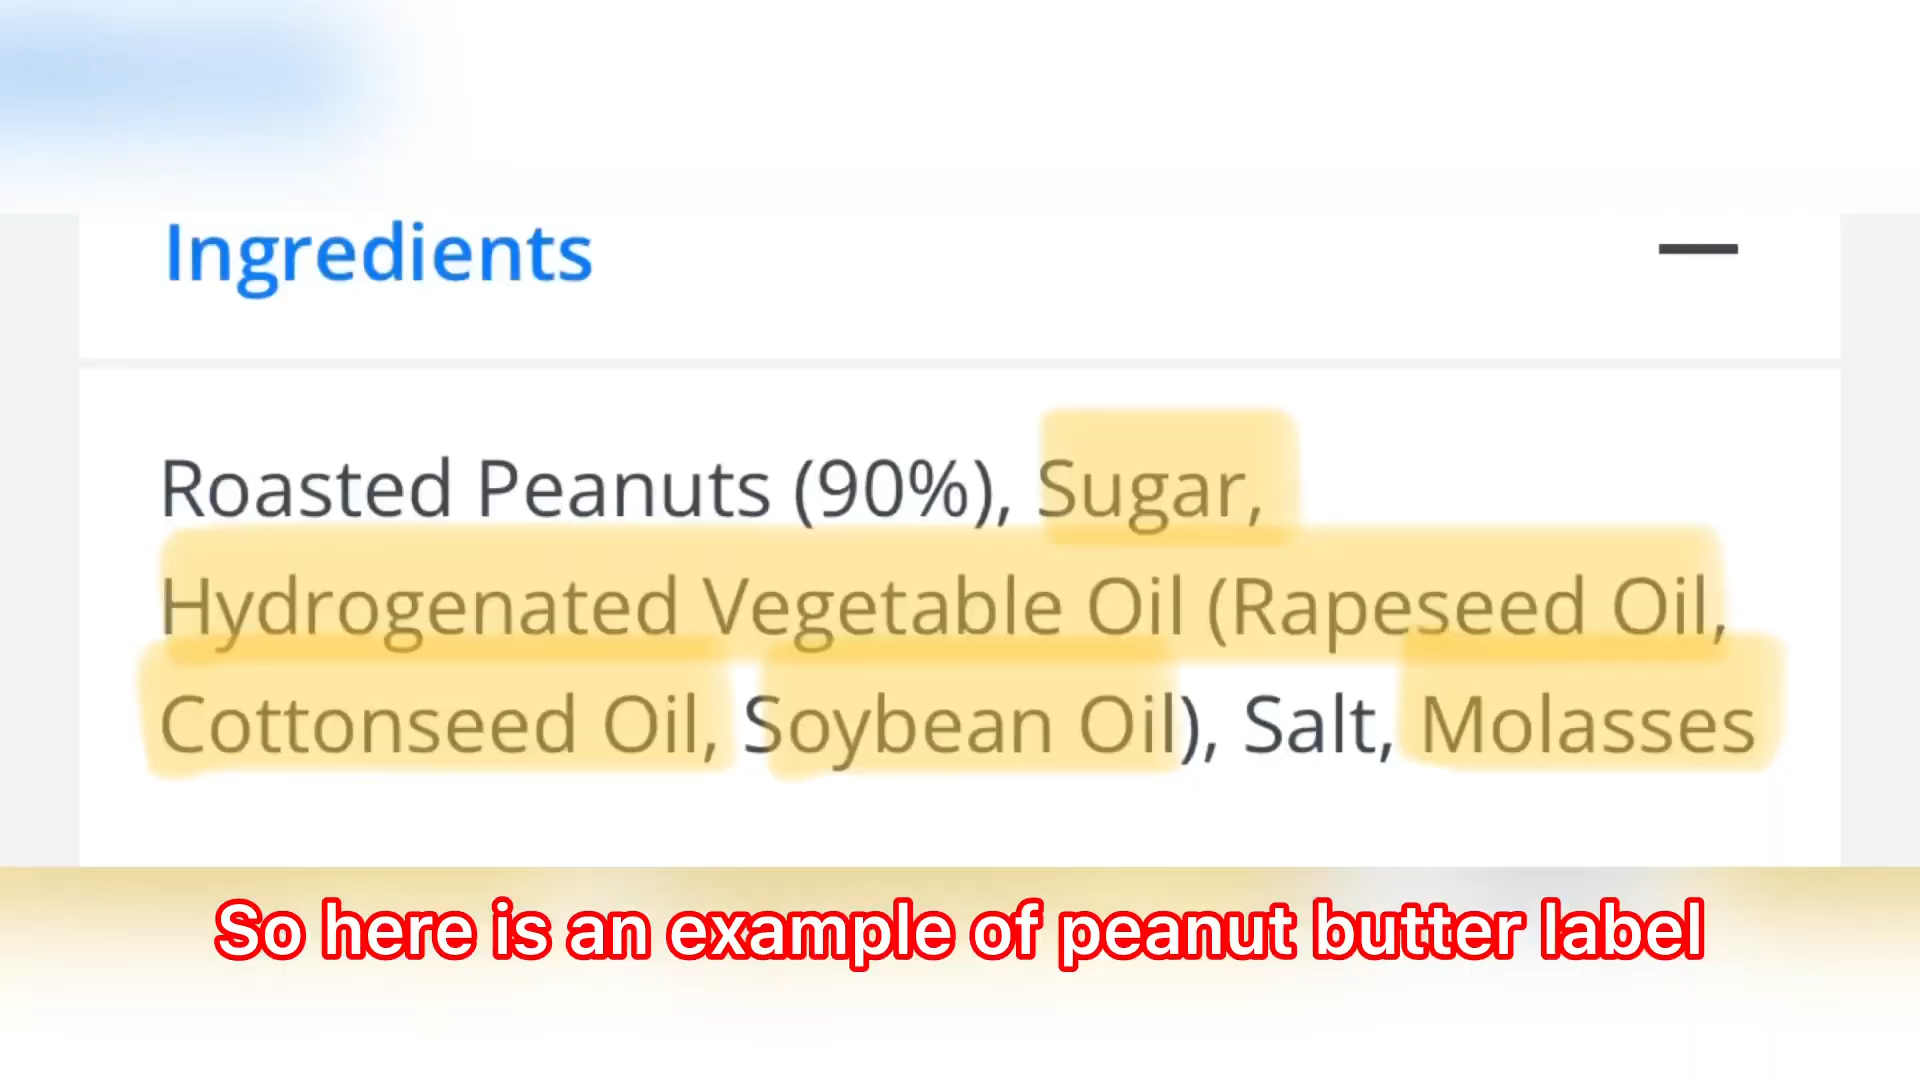 Ingredients
Roasted Peanuts (90%), Sugar,
Hydrogenated Vegetable Oil (Rapeseed Oil,
Cottonseed Oil, Soybean Oil), Salt, Molasses
So here is an example of peanut butter label